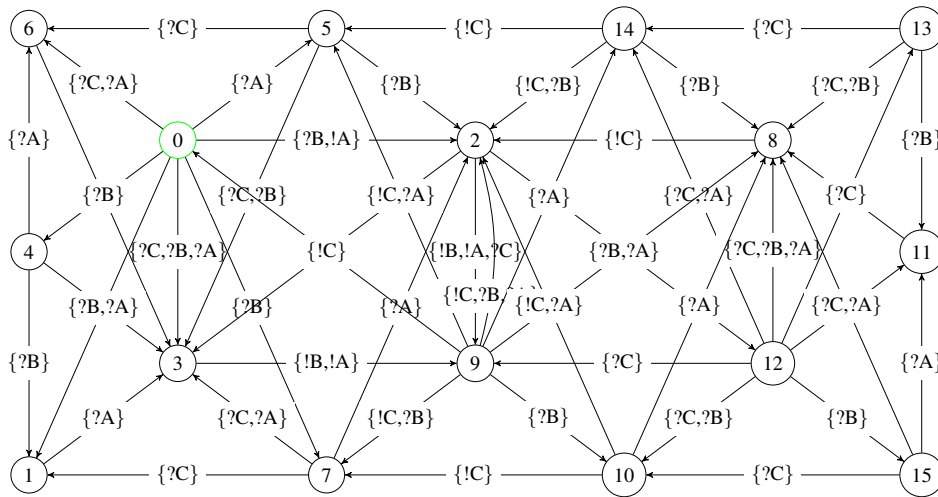 6 {?C} 5 {!C} 14 {?C} 13
{?C,?A} {?A} {?B} {!C,?B} {?B} {?C,?B}
{?A} 0 {?B,!A} 2 {!C} 8 {?B}
{?B} {?C,?B} {!C,?A} {?A} {?C,?A} {?C}
4 {?C,?B,?A} {!C} {!B,!A,?C} {?B,?A} {?C,?B,?A} 11
{?B,?A} {?B} {?A} {!C,?B, {!C,?A} {?A} {?C,?A}
{?B} 3 {!B,!A} 9 {?C} 12 {?A}
{?A} {?C,?A} {!C,?B} {?B} {?C,?B} {?B}
1 {?C} 7 {!C} 10 {?C} 15